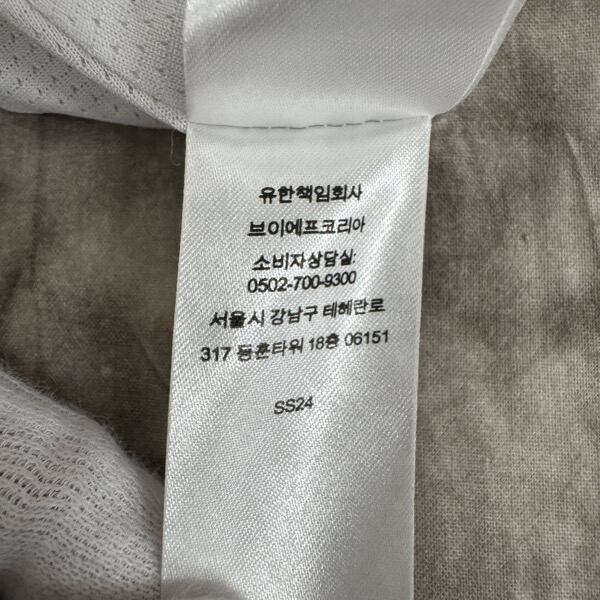 유한책임회사
브이에프코리아
소비자상담실:
0502-700-9300
서울시 강남구 테헤란로
317 동훈타워 18층 06151
SS24